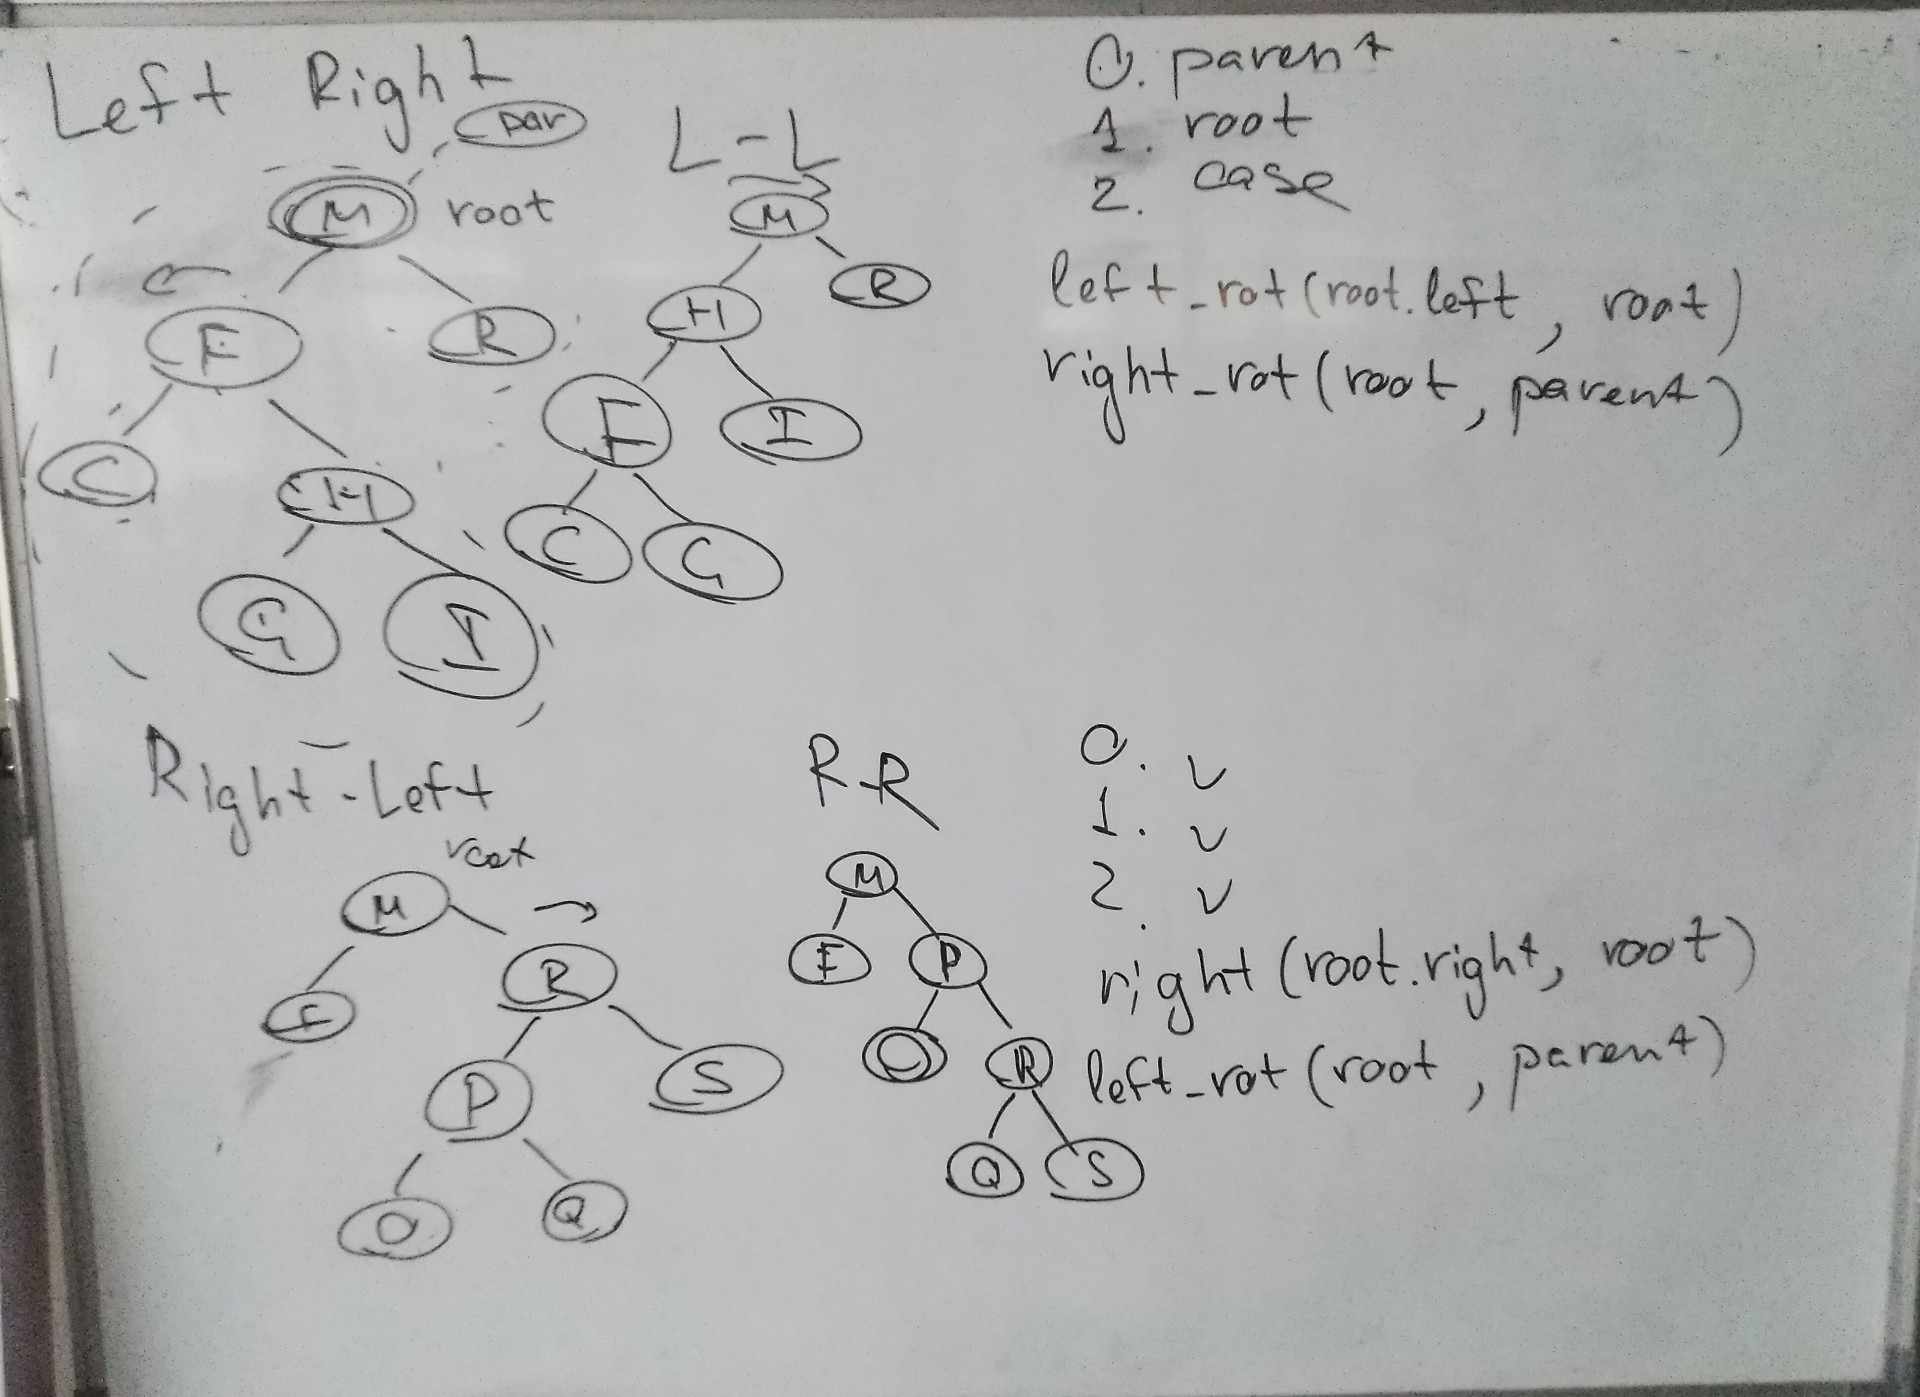 Left Right
par
M root
F R
C H
G I
L-L
M
H R
F I
C G
0. parent
1. root
2. case
left_rot(root.left, root)
right_rot(root, parent)
Right-Left
root
M
F R
P S
O Q
R-R
M
F P
O R
Q S
0. v
1. v
2. v
right(root.right, root)
left_rot(root, parent)